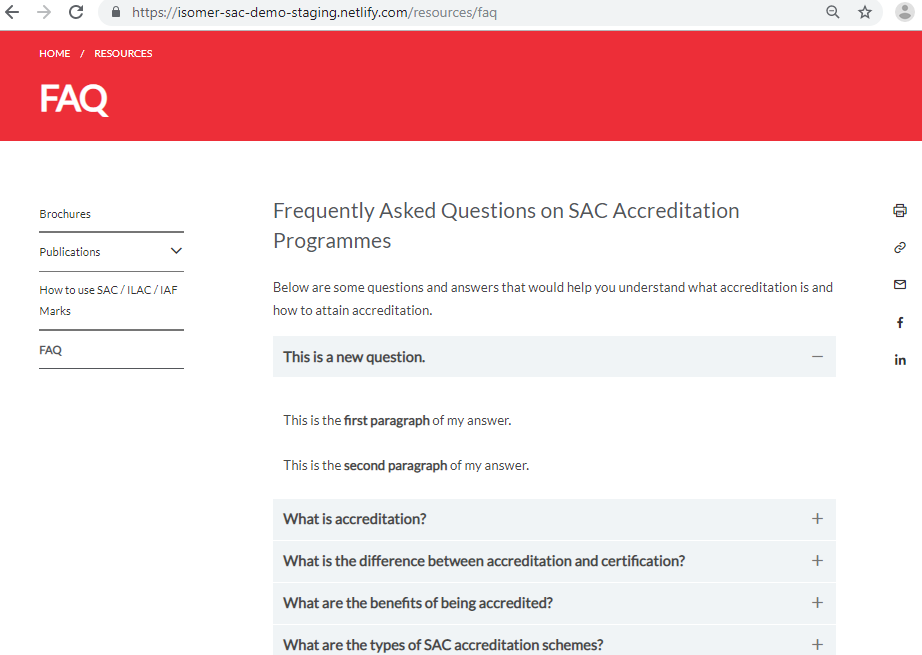 https://isomer-sac-demo-staging.netlify.com/resources/faq
HOME / RESOURCES
FAQ
Brochures
Publications
How to use SAC / ILAC / IAF
Marks
FAQ
Frequently Asked Questions on SAC Accreditation
Programmes
Below are some questions and answers that would help you understand what accreditation is and
how to attain accreditation.
This is a new question.
This is the first paragraph of my answer.
This is the second paragraph of my answer.
What is accreditation?
What is the difference between accreditation and certification?
What are the benefits of being accredited?
What are the types of SAC accreditation schemes?
f
in